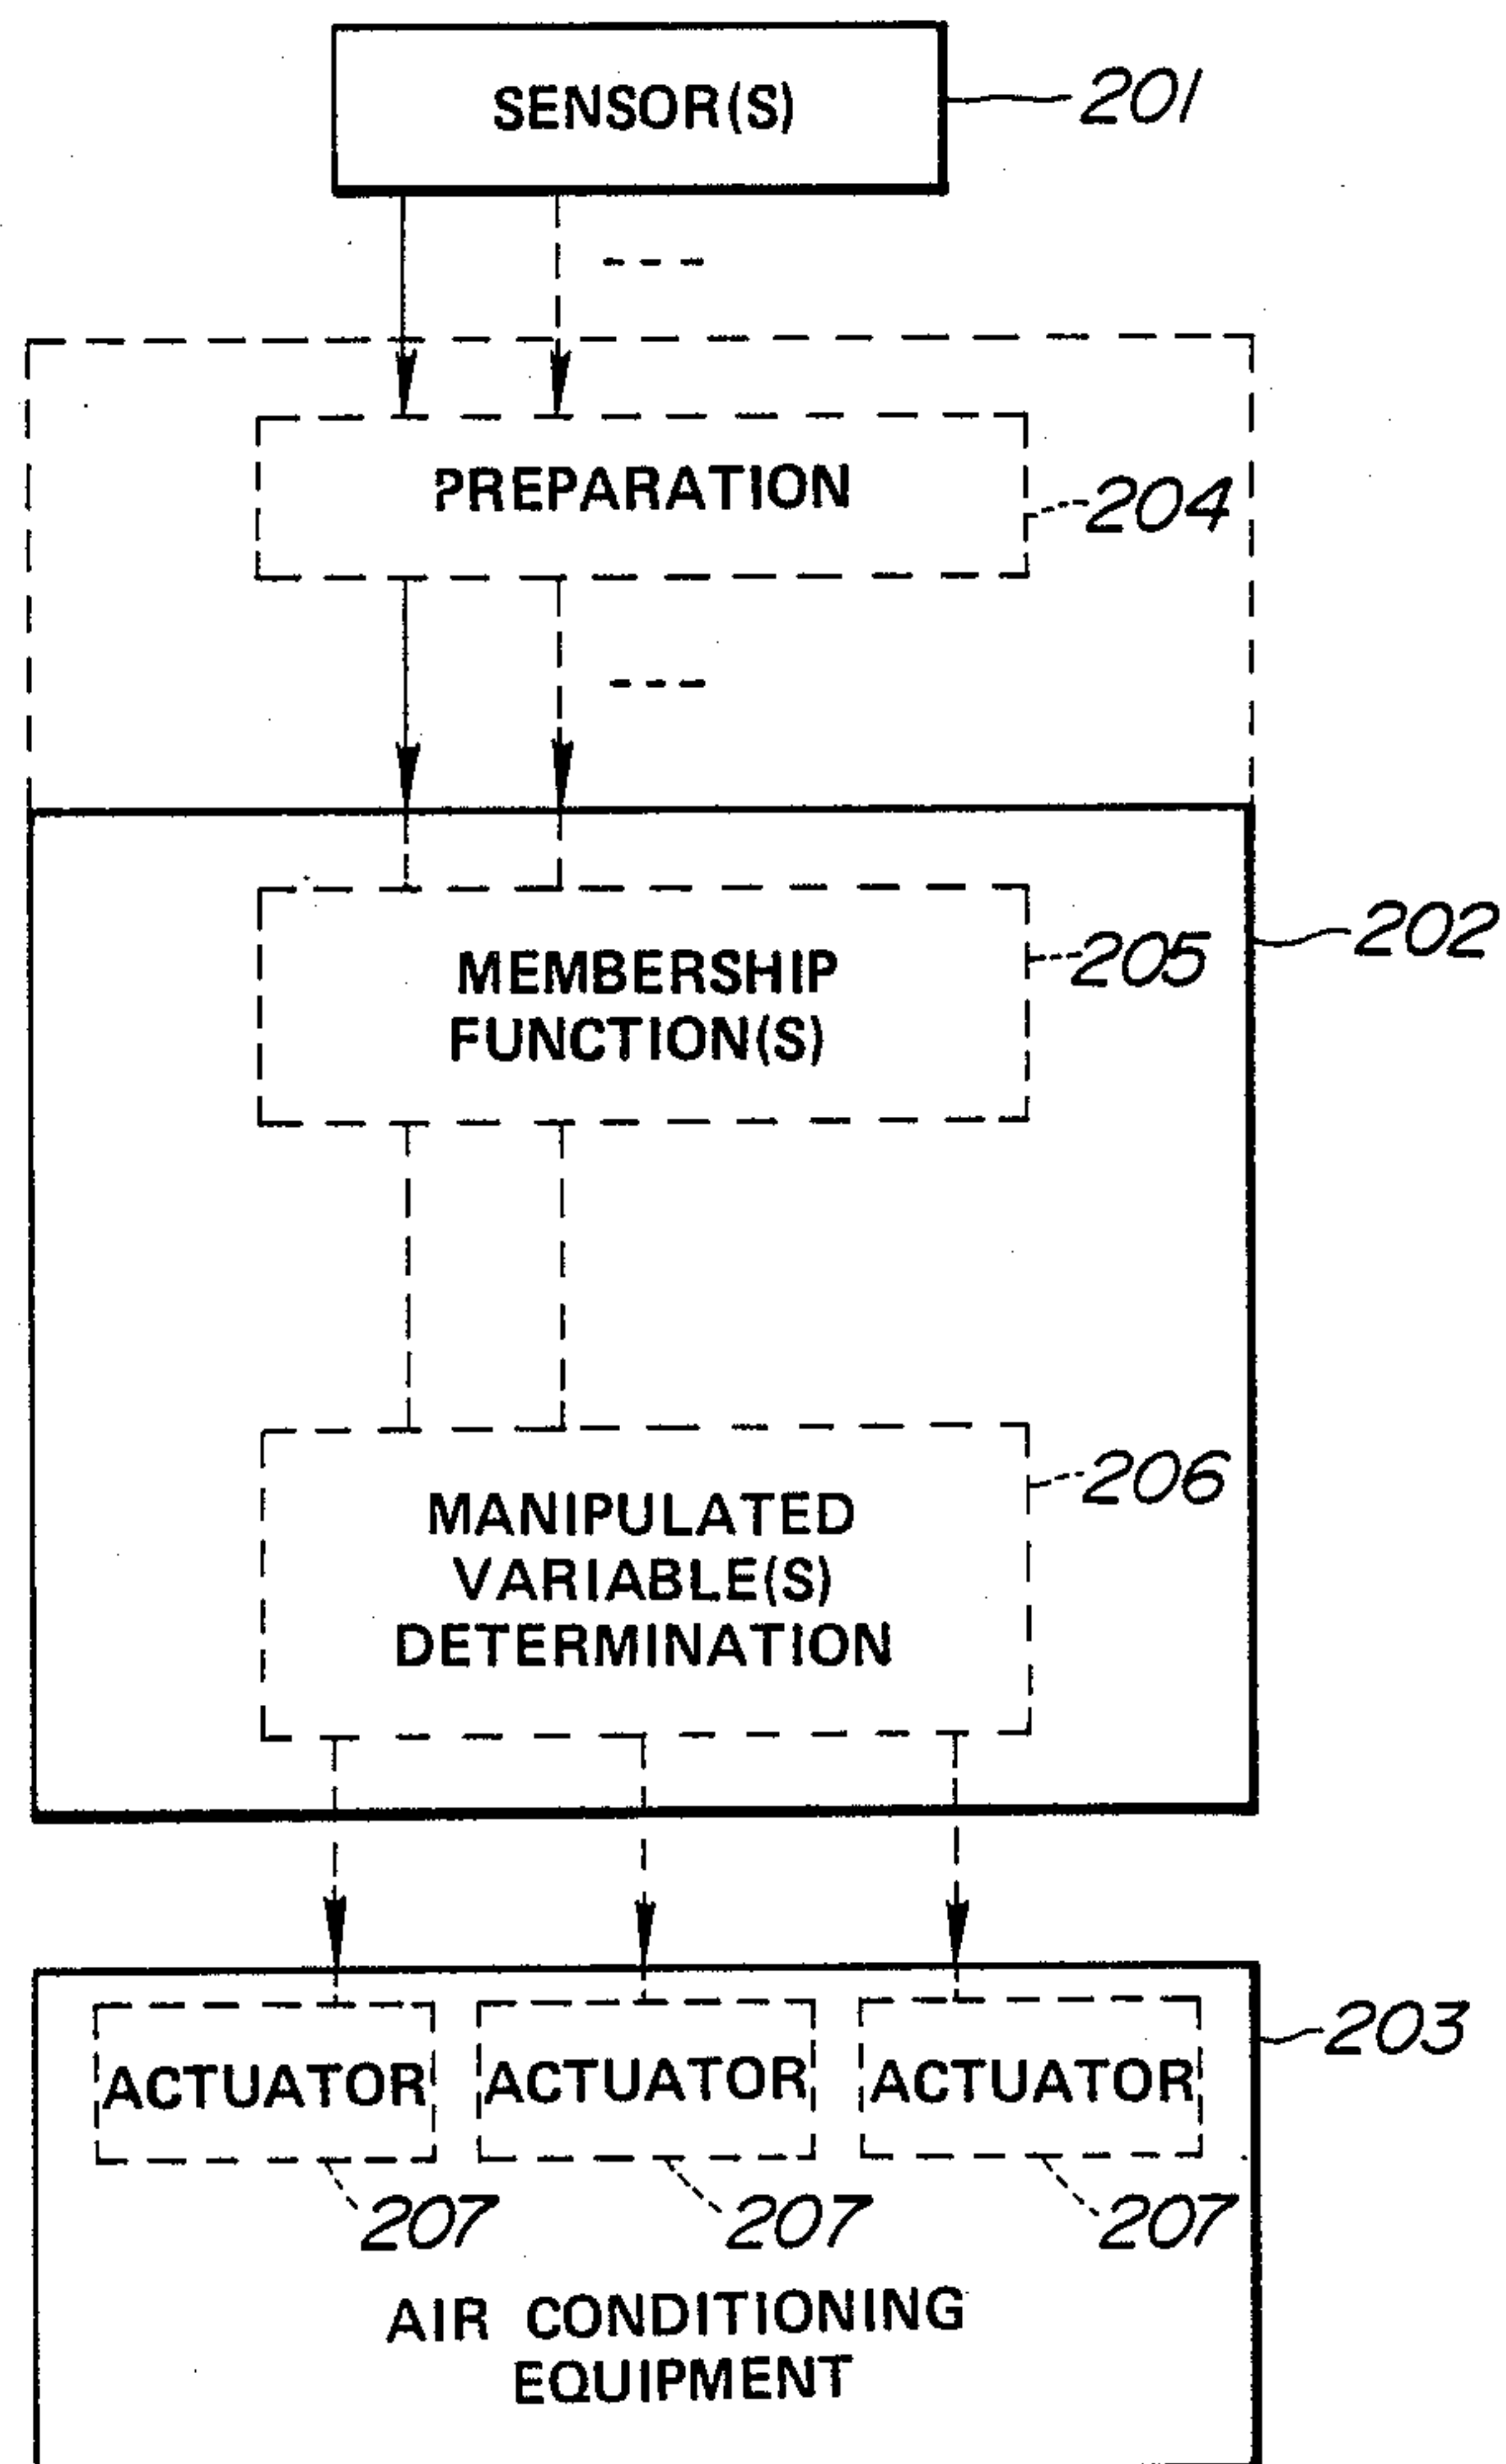 SENSOR(S)
201
PREPARATION
204
MEMBERSHIP
FUNCTION(S)
205
202
MANIPULATED
VARIABLE(S)
DETERMINATION
206
ACTUATOR ACTUATOR ACTUATOR
203
207 207 207
AIR CONDITIONING
EQUIPMENT